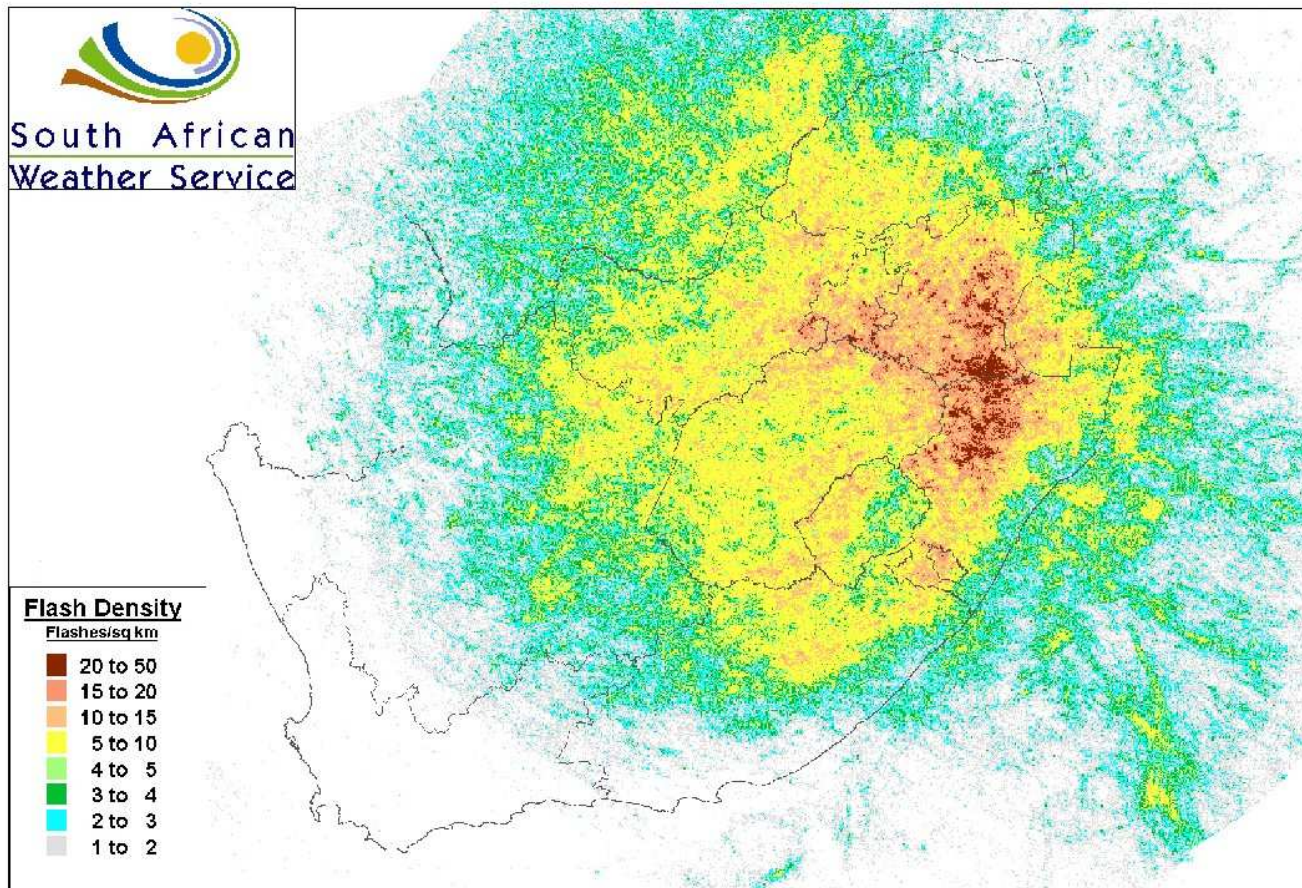 South African
Weather Service
Flash Density
Flashes/sq km
20 to 50
15 to 20
10 to 15
5 to 10
4 to 5
3 to 4
2 to 3
1 to 2